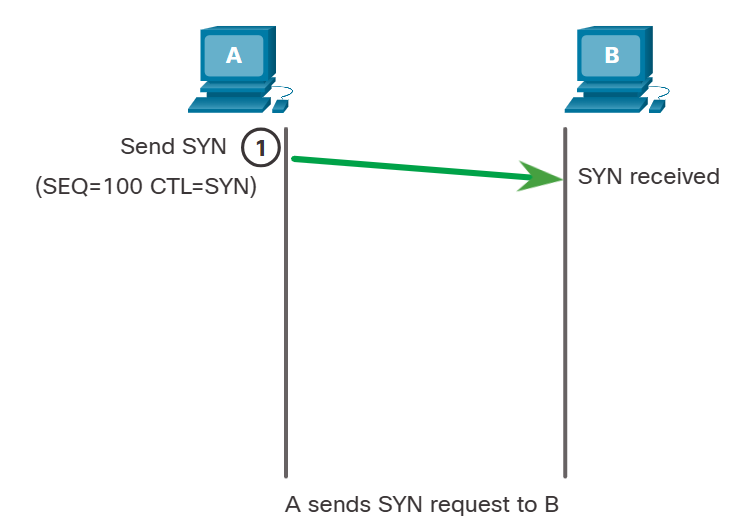 A
B
Send SYN 1
(SEQ=100 CTL=SYN)
SYN received
A sends SYN request to B